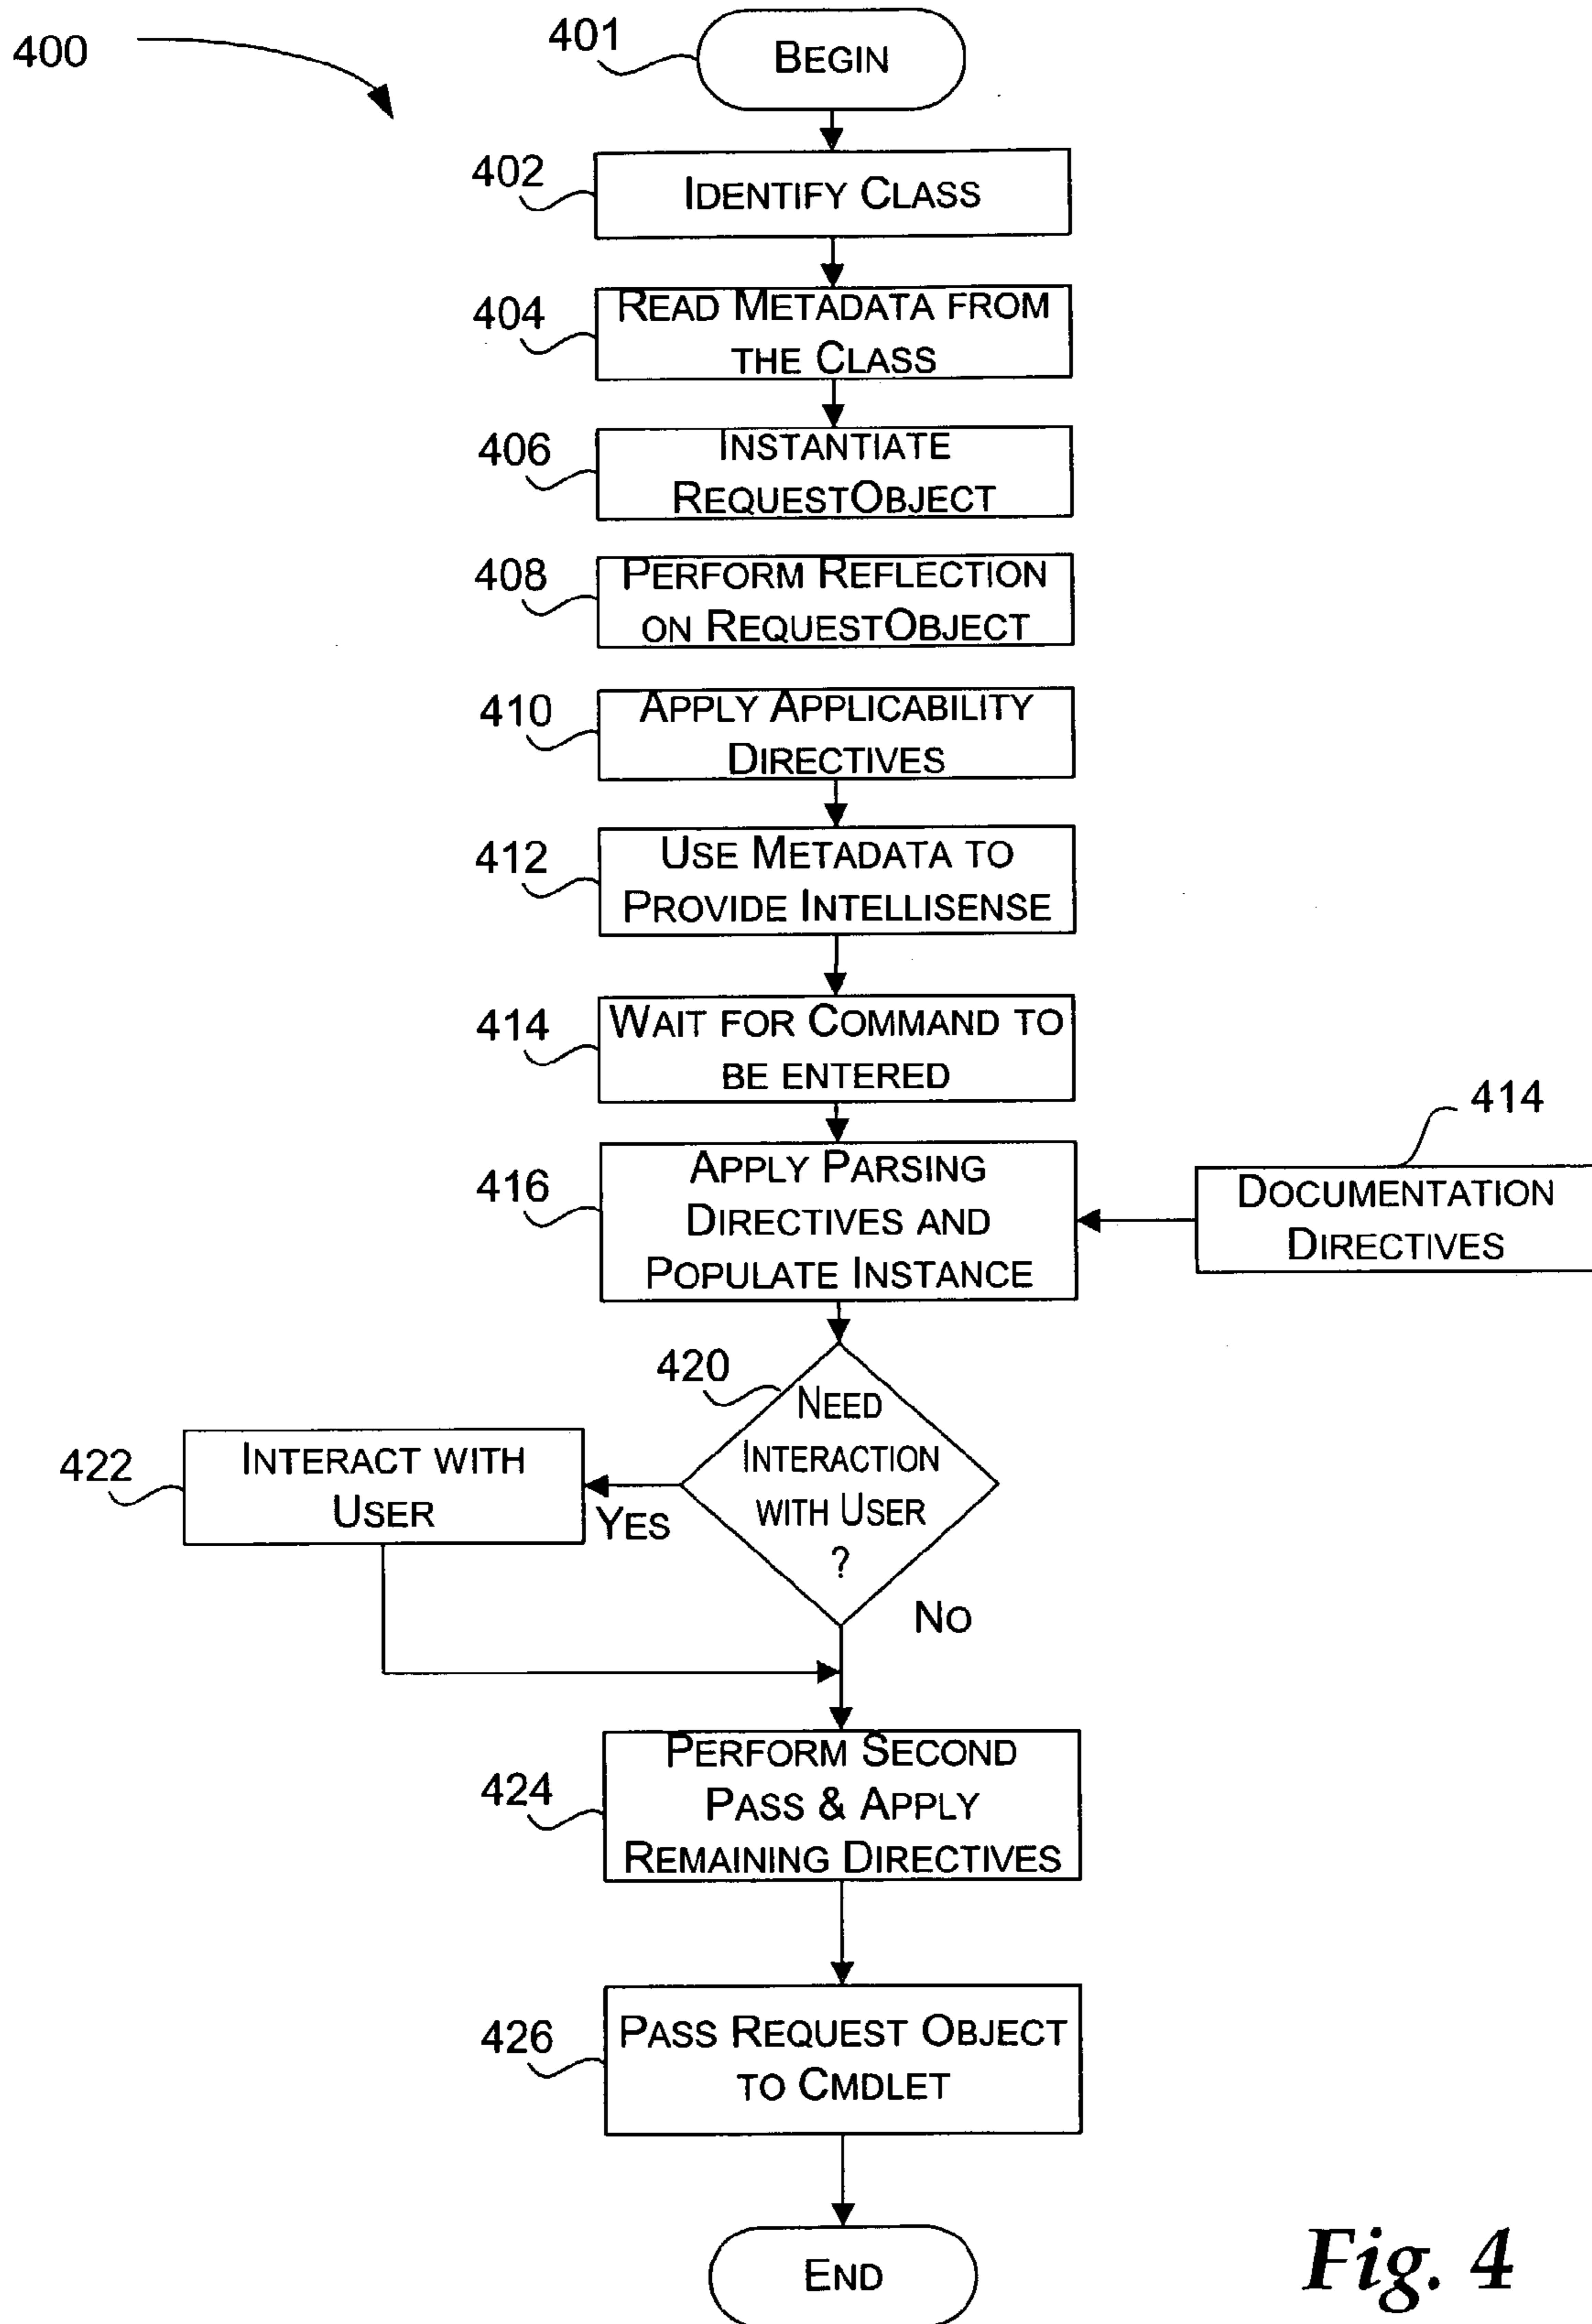 400
401
BEGIN
402
IDENTIFY CLASS
404
READ METADATA FROM
THE CLASS
406
INSTANTIATE
REQUESTOBJECT
408
PERFORM REFLECTION
ON REQUESTOBJECT
410
APPLY APPLICABILITY
DIRECTIVES
412
USE METADATA TO
PROVIDE INTELLISENSE
414
WAIT FOR COMMAND TO
BE ENTERED
416
APPLY PARSING
DIRECTIVES AND
POPULATE INSTANCE
414
DOCUMENTATION
DIRECTIVES
420
NEED
INTERACTION
WITH USER
?
422
INTERACT WITH
USER
YES
NO
424
PERFORM SECOND
PASS & APPLY
REMAINING DIRECTIVES
426
PASS REQUEST OBJECT
TO CMDLET
END
Fig. 4